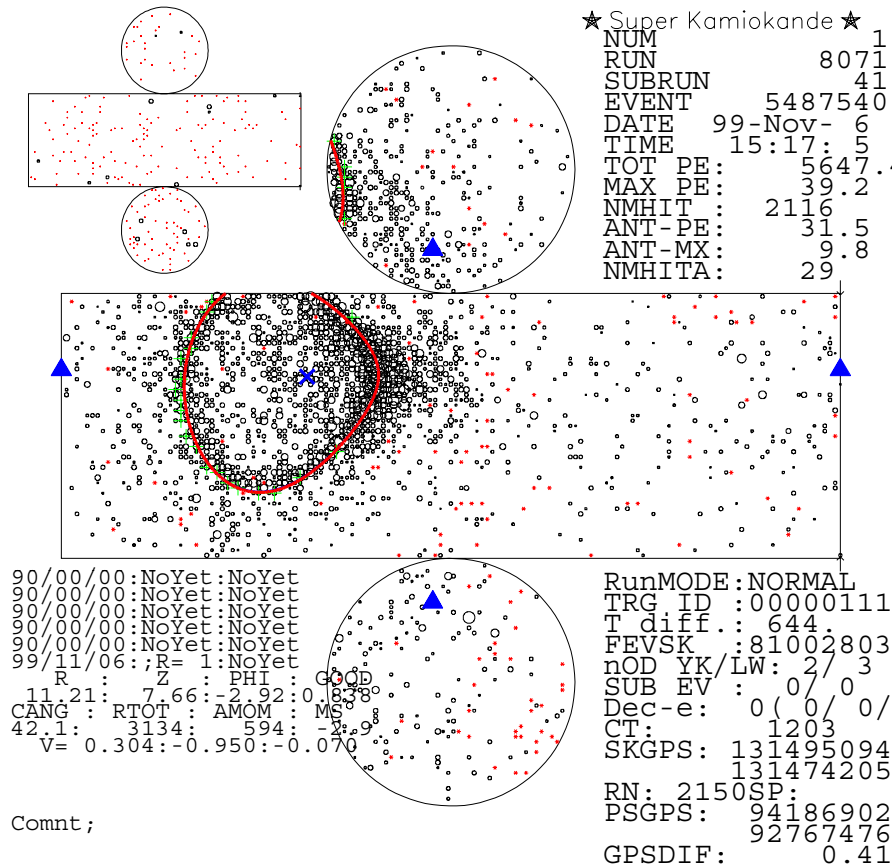 Super Kamiokande
NUM 1
RUN 8071
SUBRUN 41
EVENT 5487540
DATE 99-Nov- 6
TIME 15:17: 5
TOT PE: 5647.4
MAX PE: 39.2
NMHIT : 2116
ANT-PE: 31.5
ANT-MX: 9.8
NMHITA: 29
90/00/00:NoYet:NoYet
90/00/00:NoYet:NoYet
90/00/00:NoYet:NoYet
90/00/00:NoYet:NoYet
90/00/00:NoYet:NoYet
99/11/06:;R= 1:NoYet
R : Z : PHI : GOOD
11.21: 7.66:-2.92:0.838
CANG : RTOT : AMOM : MS
42.1: 3134: 594: -2.9
V= 0.304:-0.950:-0.070
Comnt;
RunMODE:NORMAL
TRG ID :00000111
T diff.: 644.
FEVSK :81002803
nOD YK/LW: 2/ 3
SUB EV : 0/ 0
Dec-e: 0( 0/ 0/
CT: 1203
SKGPS: 131495094
131474205
RN: 2150SP:
PSGPS: 94186902
92767476
GPSDIF: 0.41